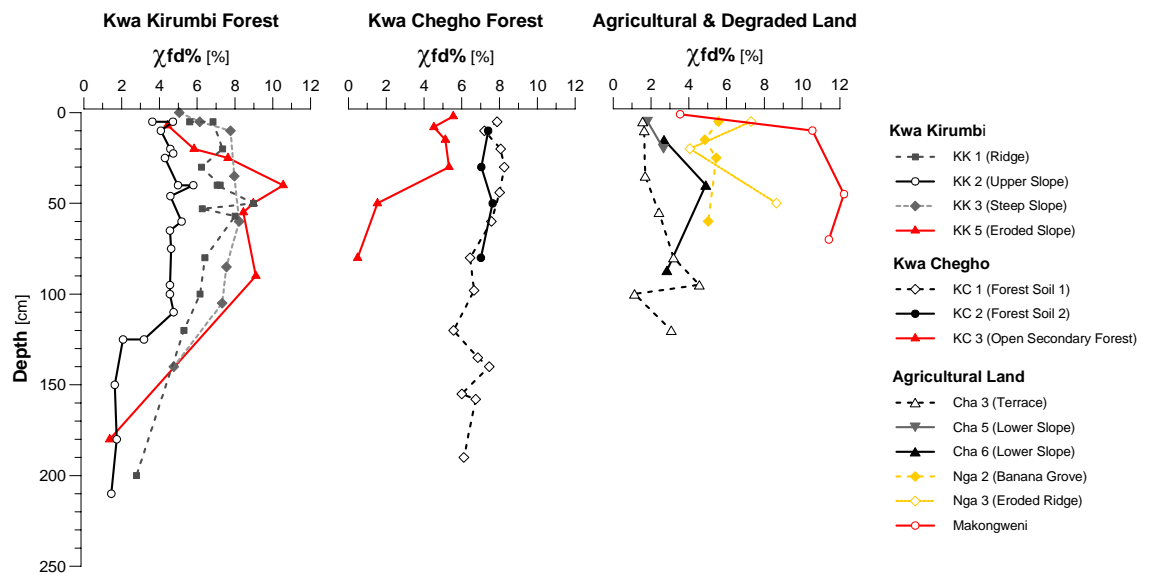 Kwa Kirumbi Forest
Kwa Chegho Forest
Agricultural & Degraded Land
χfd% [%]
χfd% [%]
χfd% [%]
0 2 4 6 8 10 12
0 2 4 6 8 10 12
0 2 4 6 8 10 12
0
50
100
150
200
250
Depth [cm]
Kwa Kirumbi
KK 1 (Ridge)
KK 2 (Upper Slope)
KK 3 (Steep Slope)
KK 5 (Eroded Slope)
Kwa Chegho
KC 1 (Forest Soil 1)
KC 2 (Forest Soil 2)
KC 3 (Open Secondary Forest)
Agricultural Land
Cha 3 (Terrace)
Cha 5 (Lower Slope)
Cha 6 (Lower Slope)
Nga 2 (Banana Grove)
Nga 3 (Eroded Ridge)
Makongweni